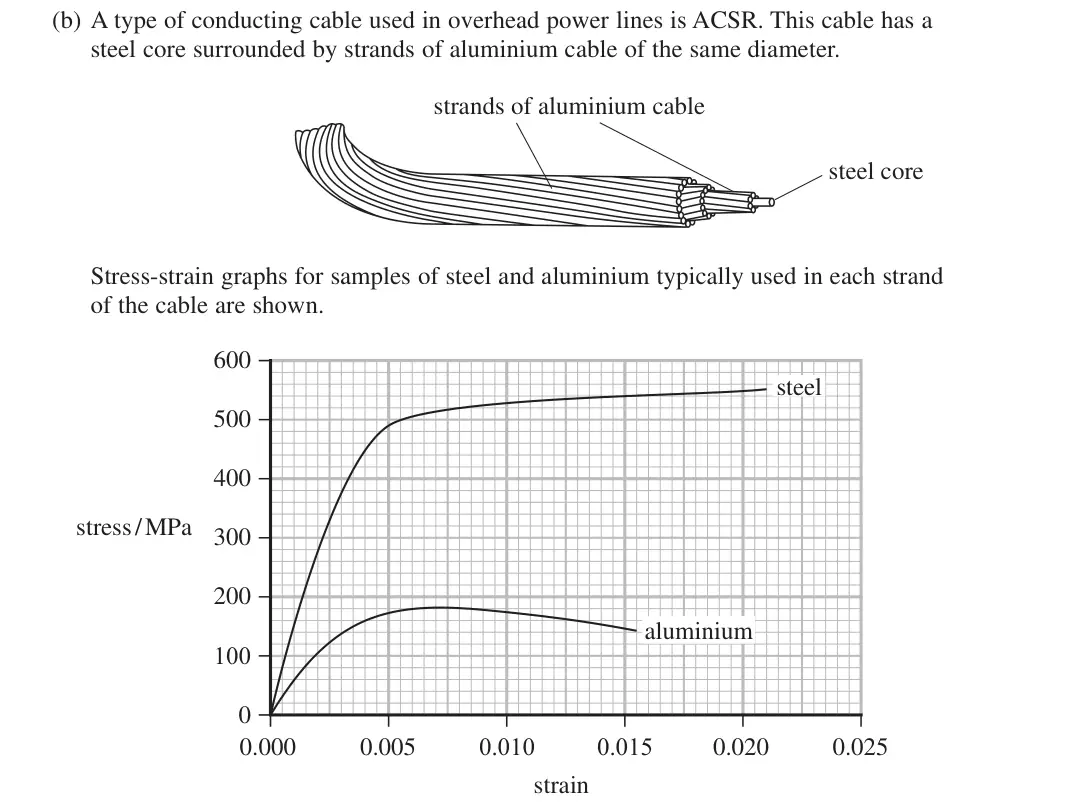 (b) A type of conducting cable used in overhead power lines is ACSR. This cable has a
steel core surrounded by strands of aluminium cable of the same diameter.
strands of aluminium cable
steel core
Stress-strain graphs for samples of steel and aluminium typically used in each strand
of the cable are shown.
600
steel
500
400
stress/MPa
300
200
aluminium
100
0
0.000 0.005 0.010 0.015 0.020 0.025
strain